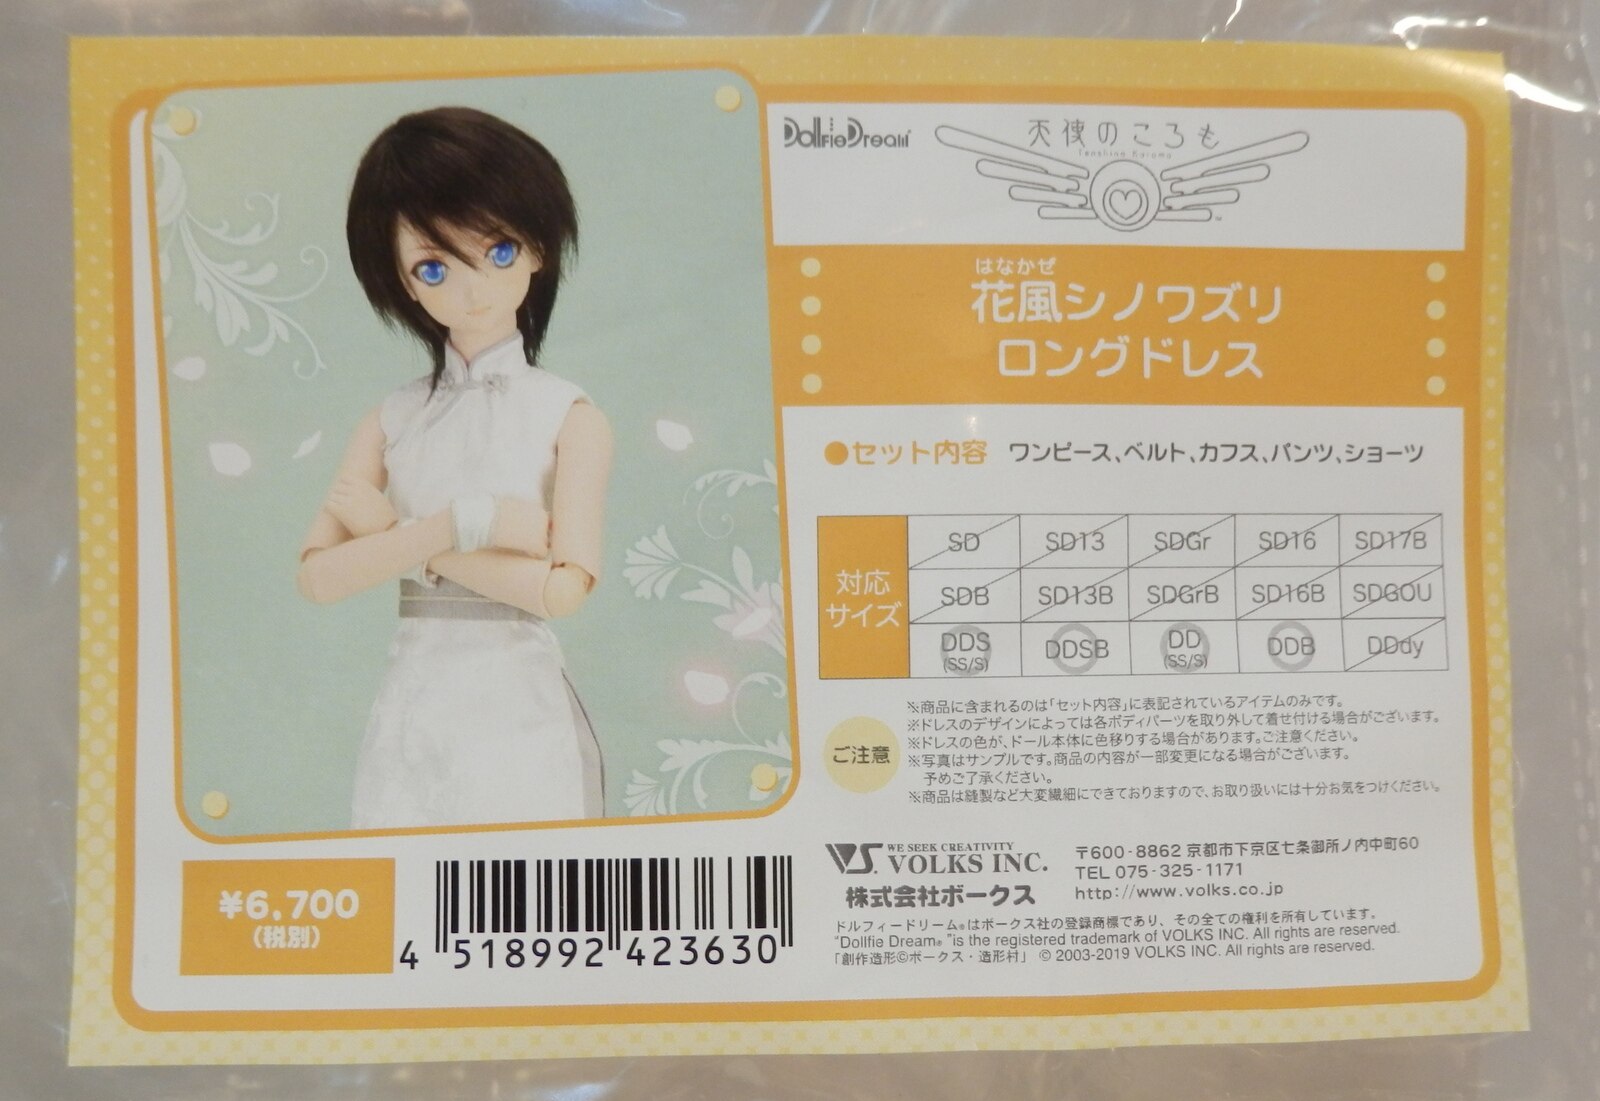 Dollfie Dream
天使のころも
Tenshino Koromo
はなかぜ
花風シノワズリ
ロングドレス
●セット内容 ワンピース、ベルト、カフス、パンツ、ショーツ
対応
サイズ
SD SD13 SDGr SD16 SD17B
SDB SD13B SDGrB SD16B SDGOU
DDS (SS/S) DDSB DD (SS/S) DDB DDdy
ご注意
※商品に含まれるのは「セット内容」に表記されているアイテムのみです。
※ドレスのデザインによっては各ボディパーツを取り外して着せ付ける場合がございます。
※ドレスの色が、ドール本体に色移りする場合があります。ご注意ください。
※写真はサンプルです。商品の内容が一部変更になる場合がございます。
予めご了承ください。
※商品は縫製など大変繊細にできておりますので、お取り扱いには十分お気をつけください。
¥6,700
(税別)
4 518992 423630
VS. WE SEEK CREATIVITY
VOLKS INC.
株式会社ボークス
〒600-8862 京都市下京区七条御所ノ内中町60
TEL 075-325-1171
http://www.volks.co.jp
ドルフィードリーム®はボークス社の登録商標であり、その全ての権利を所有しています。
"Dollfie Dream® "is the registered trademark of VOLKS INC. All rights are reserved.
「創作造形©ボークス・造形村」 © 2003-2019 VOLKS INC. All rights are reserved.